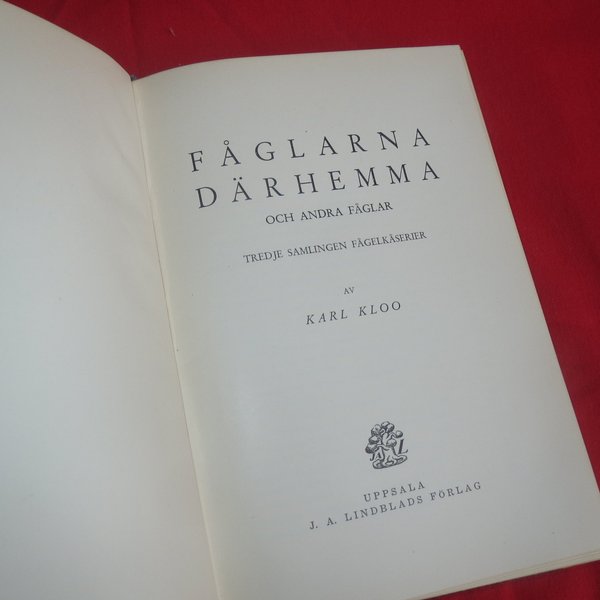 FÅGLARNA
DÄRHEMMA
OCH ANDRA FÅGLAR
TREDJE SAMLINGEN FÅGELKÅSERIER
AV
KARL KLOO
J A L
UPPSALA
J. A. LINDBLADS FÖRLAG